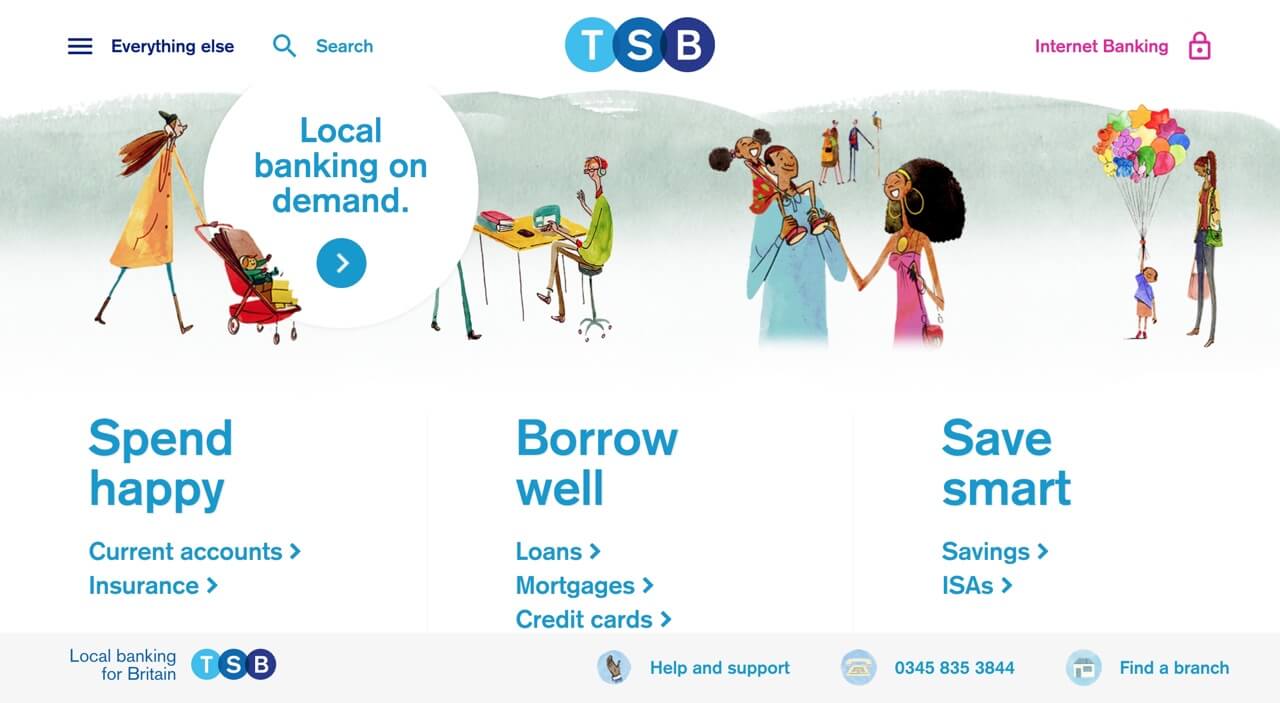 Everything else
Search
TSB
Internet Banking
Local
banking on
demand.
Spend
happy
Current accounts
Insurance
Borrow
well
Loans
Mortgages
Credit cards
Save
smart
Savings
ISAs
Local banking
for Britain
TSB
Help and support
0345 835 3844
Find a branch